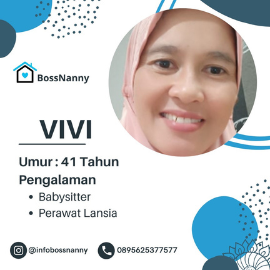 BossNanny
VIVI
Umur : 41 Tahun
Pengalaman
• Babysitter
• Perawat Lansia
@infobossnanny
0895625377577